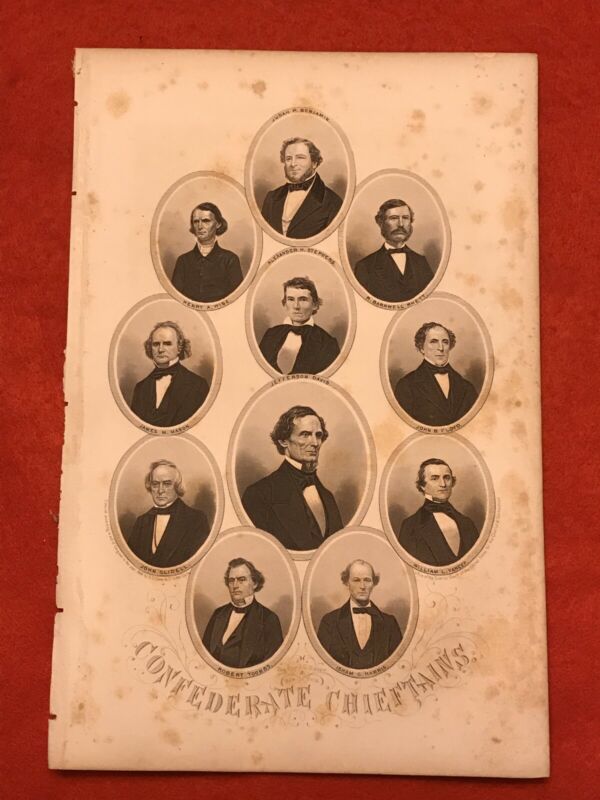 JUDAH P. BENJAMIN
HENRY A. WISE
ALEXANDER H. STEPHENS
R. BARNWELL RHETT
JAMES M. MASON
JEFFERSON DAVIS
JOHN B. FLOYD
JOHN SLIDELL
WILLIAM L. YANCEY
ROBERT TOOMBS
ISHAM G. HARRIS
CONFEDERATE CHIEFTAINS.